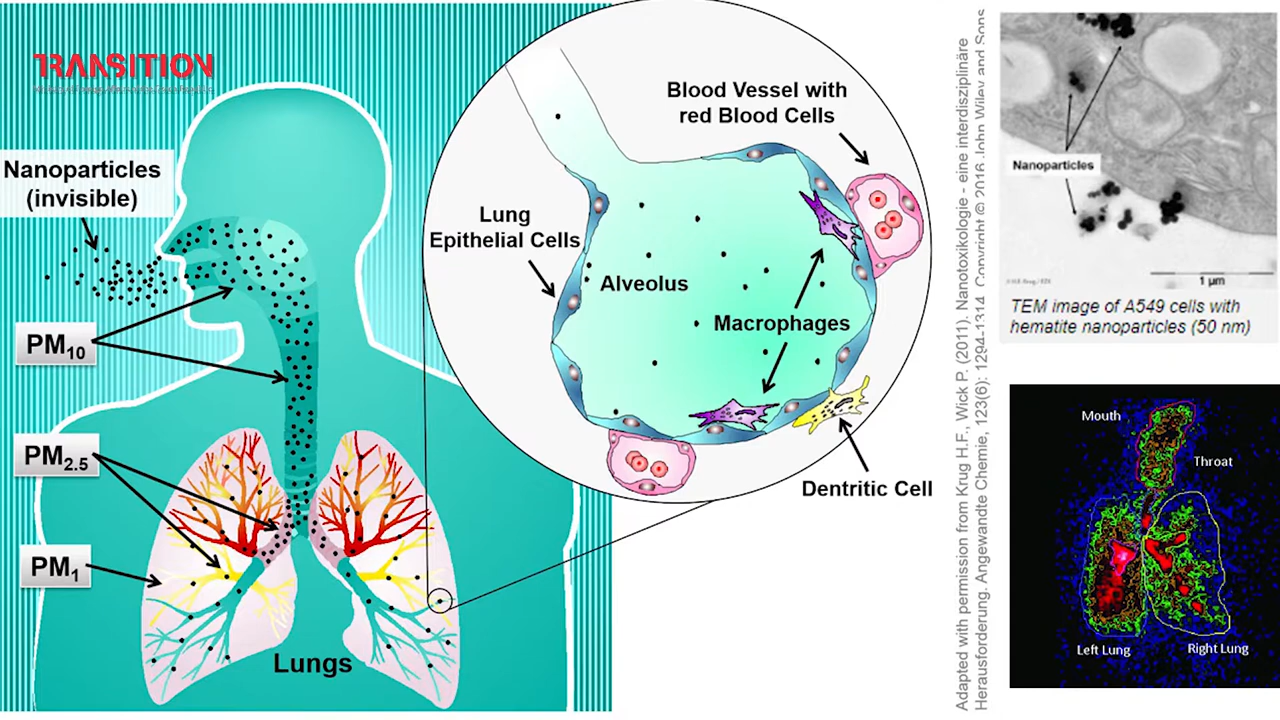 TRANSITION
Nanoparticles
(invisible)
PM10
PM2.5
PM1
Lungs
Blood Vessel with
red Blood Cells
Lung
Epithelial Cells
Alveolus
Macrophages
Dentritic Cell
Adapted with permission from Krug H.F., Wick P. (2011). Nanotoxikologie - eine interdisziplinäre
Herausforderung. Angewandte Chemie, 123(6): 1294-1314. Copyright © 2016 John Wiley and Sons
Nanoparticles
1 µm
TEM image of A549 cells with
hematite nanoparticles (50 nm)
Mouth
Throat
Left Lung
Right Lung